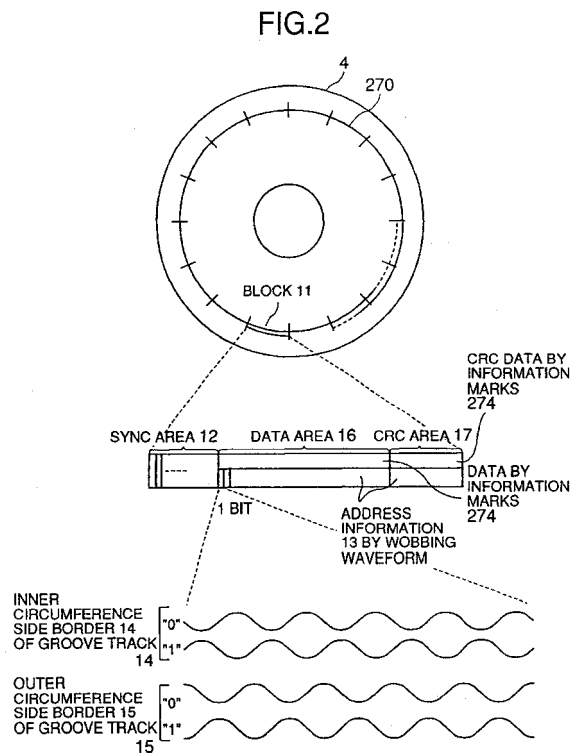 FIG.2
4
270
BLOCK 11
CRC DATA BY
INFORMATION
MARKS
274
SYNC AREA 12
DATA AREA 16
CRC AREA 17
DATA BY
INFORMATION
MARKS
274
1 BIT
ADDRESS
INFORMATION
13 BY WOBBING
WAVEFORM
INNER
CIRCUMFERENCE
SIDE BORDER 14
OF GROOVE TRACK
14
"0"
"1"
OUTER
CIRCUMFERENCE
SIDE BORDER 15
OF GROOVE TRACK
15
"0"
"1"